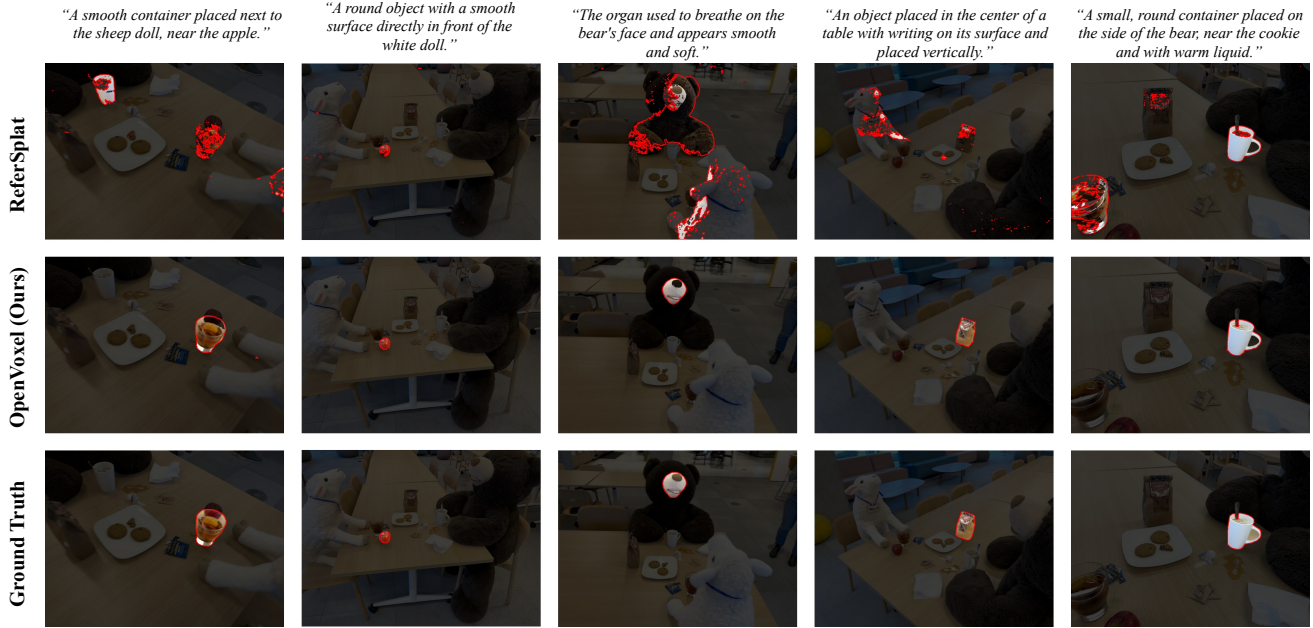 “A smooth container placed next to
the sheep doll, near the apple.”
“A round object with a smooth
surface directly in front of the
white doll.”
“The organ used to breathe on the
bear's face and appears smooth
and soft.”
“An object placed in the center of a
table with writing on its surface and
placed vertically.”
“A small, round container placed on
the side of the bear, near the cookie
and with warm liquid.”
ReferSplat
OpenVoxel (Ours)
Ground Truth